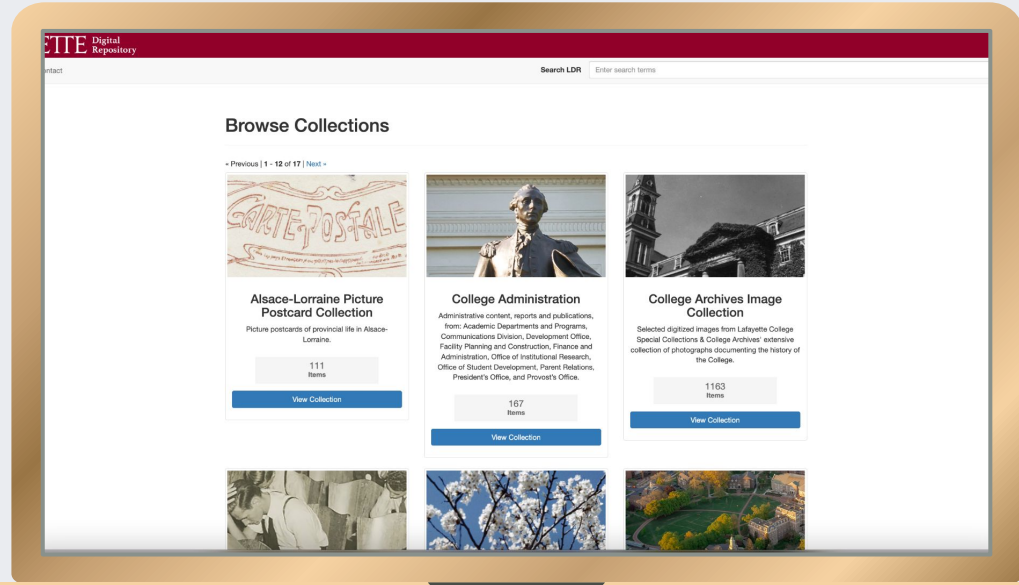 Digital
Repository
Search LDR Enter search terms
Browse Collections
« Previous | 1 - 12 of 17 | Next »
CARTE POSTALE
Alsace-Lorraine Picture
Postcard Collection
Picture postcards of provincial life in Alsace-
Lorraine.
111
Items
View Collection
College Administration
Administrative content, reports and publications,
from: Academic Departments and Programs,
Communications Division, Development Office,
Facility Planning and Construction, Finance and
Administration, Office of Institutional Research,
Office of Student Development, Parent Relations,
President's Office, and Provost's Office.
167
Items
View Collection
College Archives Image
Collection
Selected digitized images from Lafayette College
Special Collections & College Archives' extensive
collection of photographs documenting the history of
the College.
1163
Items
View Collection